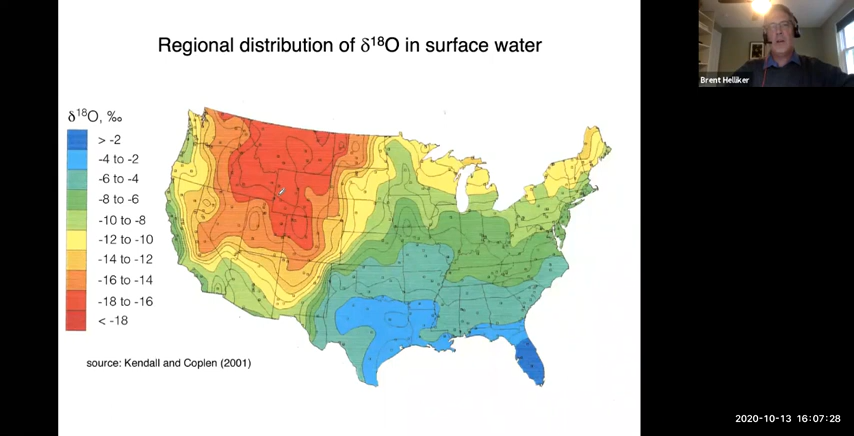 Regional distribution of δ¹⁸O in surface water
Brent Helliker
δ¹⁸O, ‰
> -2
-4 to -2
-6 to -4
-8 to -6
-10 to -8
-12 to -10
-14 to -12
-16 to -14
-18 to -16
< -18
source: Kendall and Coplen (2001)
2020-10-13 16:07:28